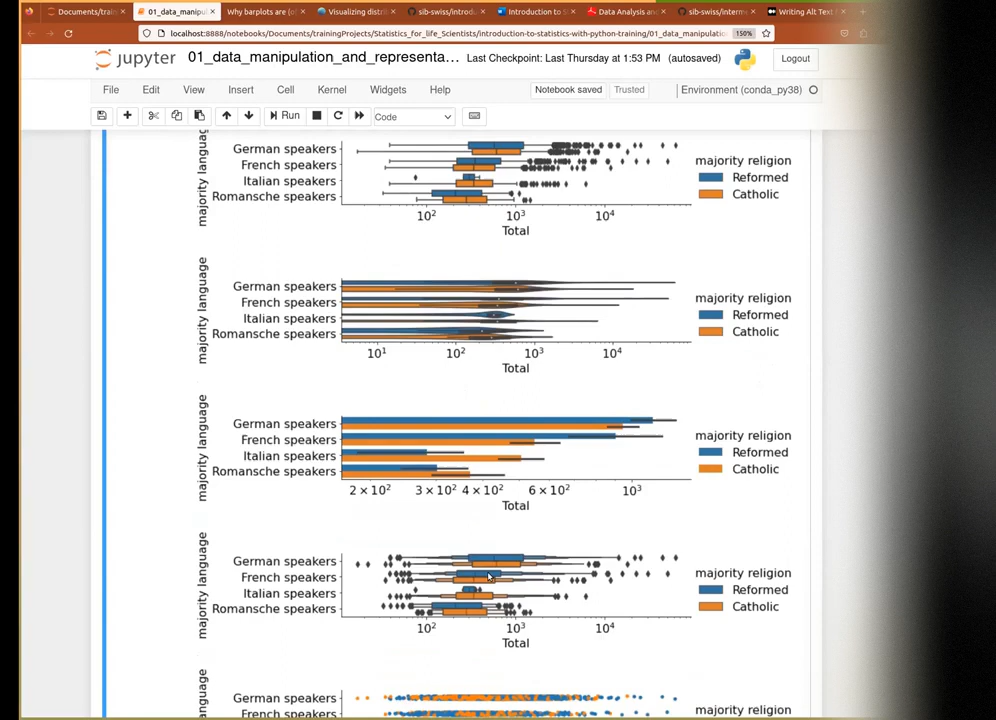 Documents/trai
01_data_manipul
Why barplots are (o
Visualizing distri
sib-swiss/introdu
Introduction to S
Data Analysis anc
sib-swiss/interme
Writing Alt Text
localhost:8888/notebooks/Documents/trainingProjects/Statistics_for_life_Scientists/introduction-to-statistics-with-python-training/01_data_manipulatio
150%
jupyter 01_data_manipulation_and_representa... Last Checkpoint: Last Thursday at 1:53 PM (autosaved) Logout
File Edit View Insert Cell Kernel Widgets Help Notebook saved Trusted Environment (conda_py38)
Run Code
majority languag
German speakers
French speakers
Italian speakers
Romansche speakers
10² 10³ 10⁴
Total
majority religion
Reformed
Catholic
majority language
German speakers
French speakers
Italian speakers
Romansche speakers
10¹ 10² 10³ 10⁴
Total
majority religion
Reformed
Catholic
majority language
German speakers
French speakers
Italian speakers
Romansche speakers
2 × 10² 3 × 10² 4 × 10² 6 × 10² 10³
Total
majority religion
Reformed
Catholic
majority language
German speakers
French speakers
Italian speakers
Romansche speakers
10² 10³ 10⁴
Total
majority religion
Reformed
Catholic
language
German speakers
French speakers
majority religion